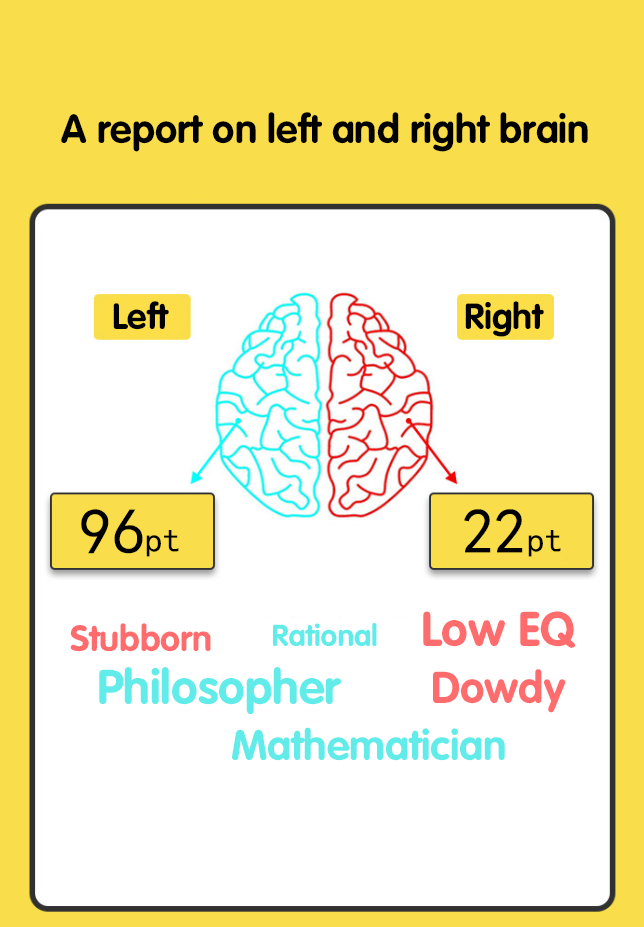 A report on left and right brain
Left
Right
96pt
22pt
Stubborn
Rational
Low EQ
Philosopher
Dowdy
Mathematician